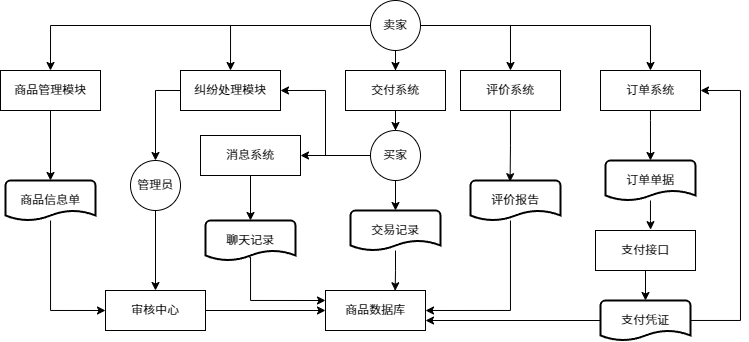 卖家
商品管理模块
纠纷处理模块
交付系统
评价系统
订单系统
消息系统
买家
管理员
订单单据
商品信息单
评价报告
聊天记录
交易记录
支付接口
审核中心
商品数据库
支付凭证